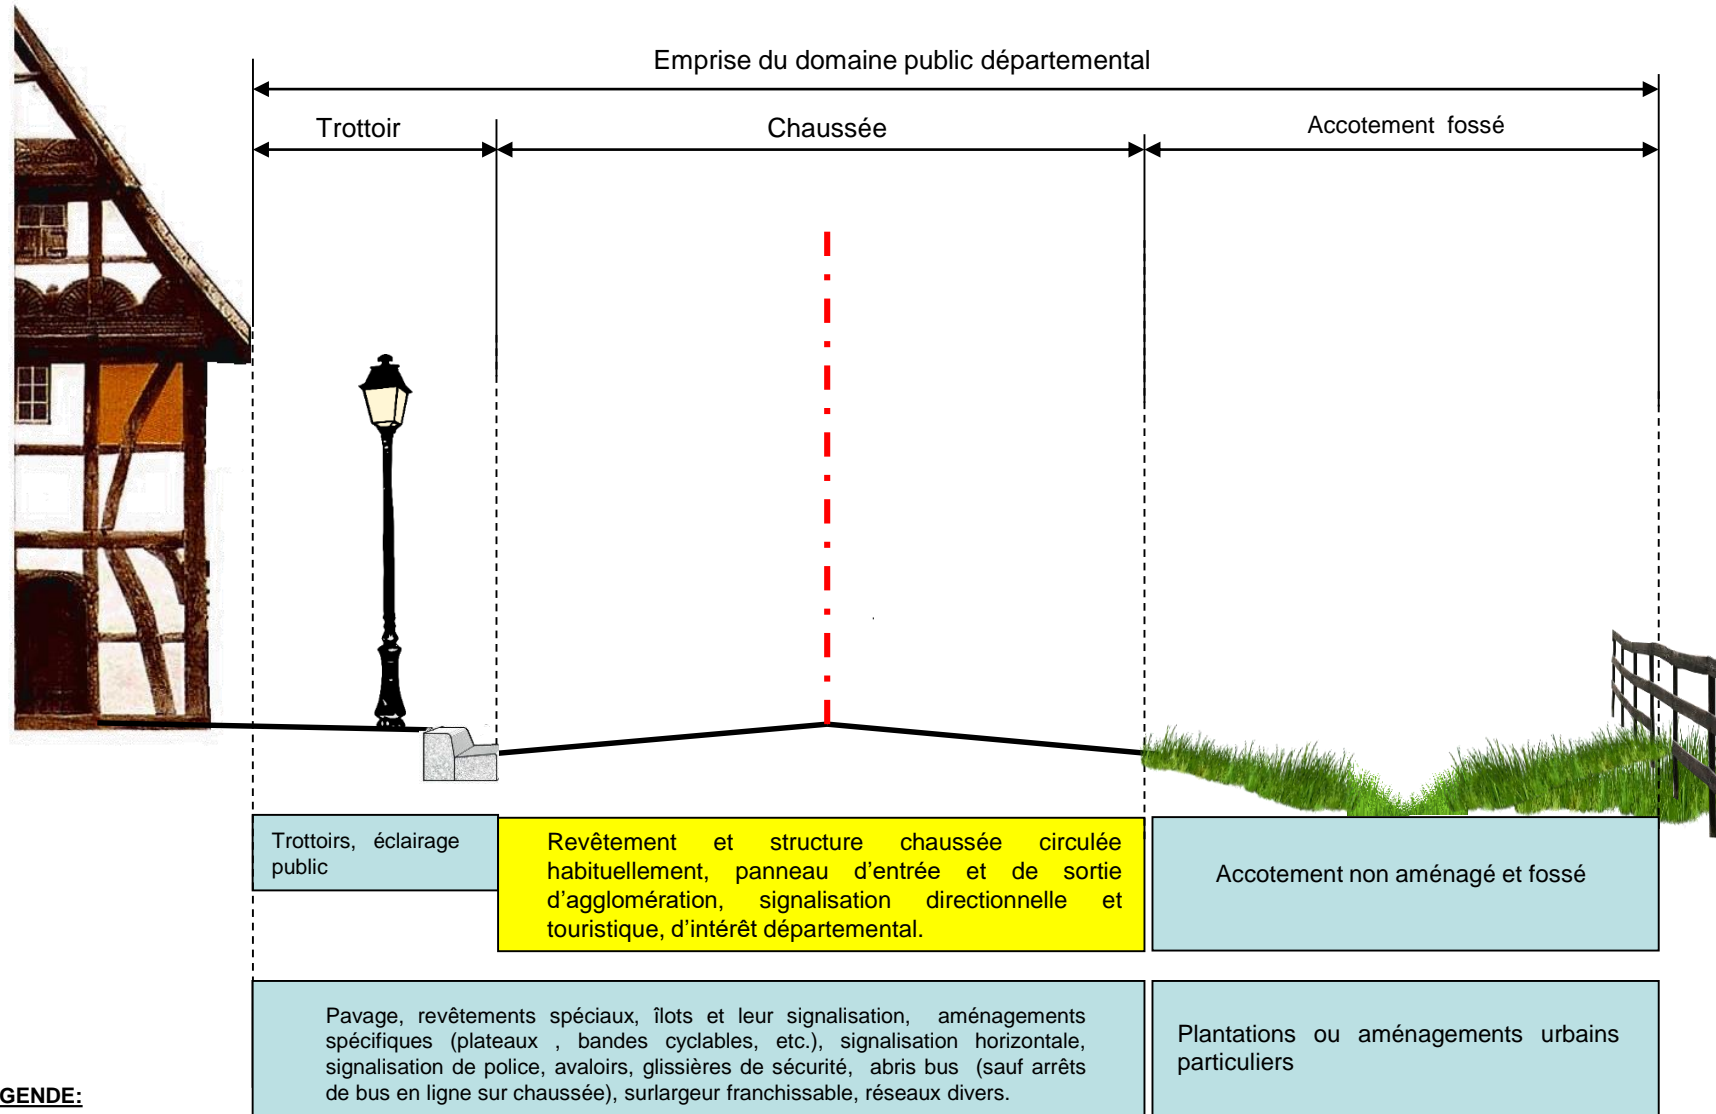 Emprise du domaine public départemental
Trottoir
Chaussée
Accotement fossé
Trottoirs, éclairage
public
Revêtement et structure chaussée circulée
habituellement, panneau d'entrée et de sortie
d'agglomération, signalisation directionnelle et
touristique, d'intérêt départemental.
Accotement non aménagé et fossé
Pavage, revêtements spéciaux, îlots et leur signalisation, aménagements
spécifiques (plateaux , bandes cyclables, etc.), signalisation horizontale,
signalisation de police, avaloirs, glissières de sécurité, abris bus (sauf arrêts
de bus en ligne sur chaussée), surlargeur franchissable, réseaux divers.
Plantations ou aménagements urbains
particuliers
GENDE: